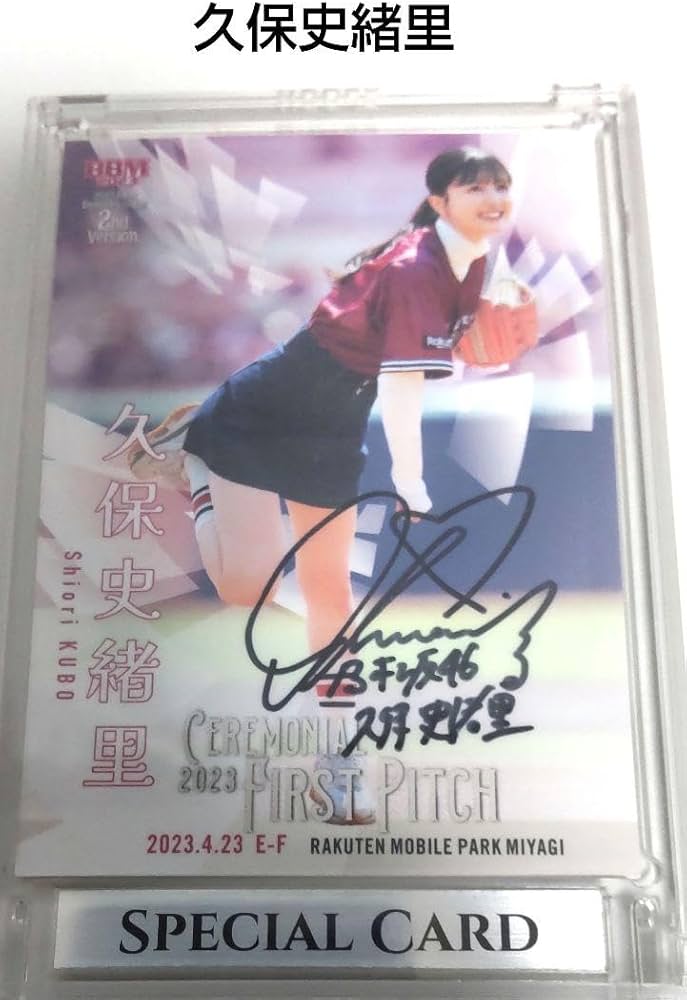 久保史緒里
BBM
2nd
Version
久保史緒里
Shiori KUBO
乃木坂46
久保史緒里
CEREMONIAL
2023 FIRST PITCH
2023.4.23 E-F RAKUTEN MOBILE PARK MIYAGI
SPECIAL CARD